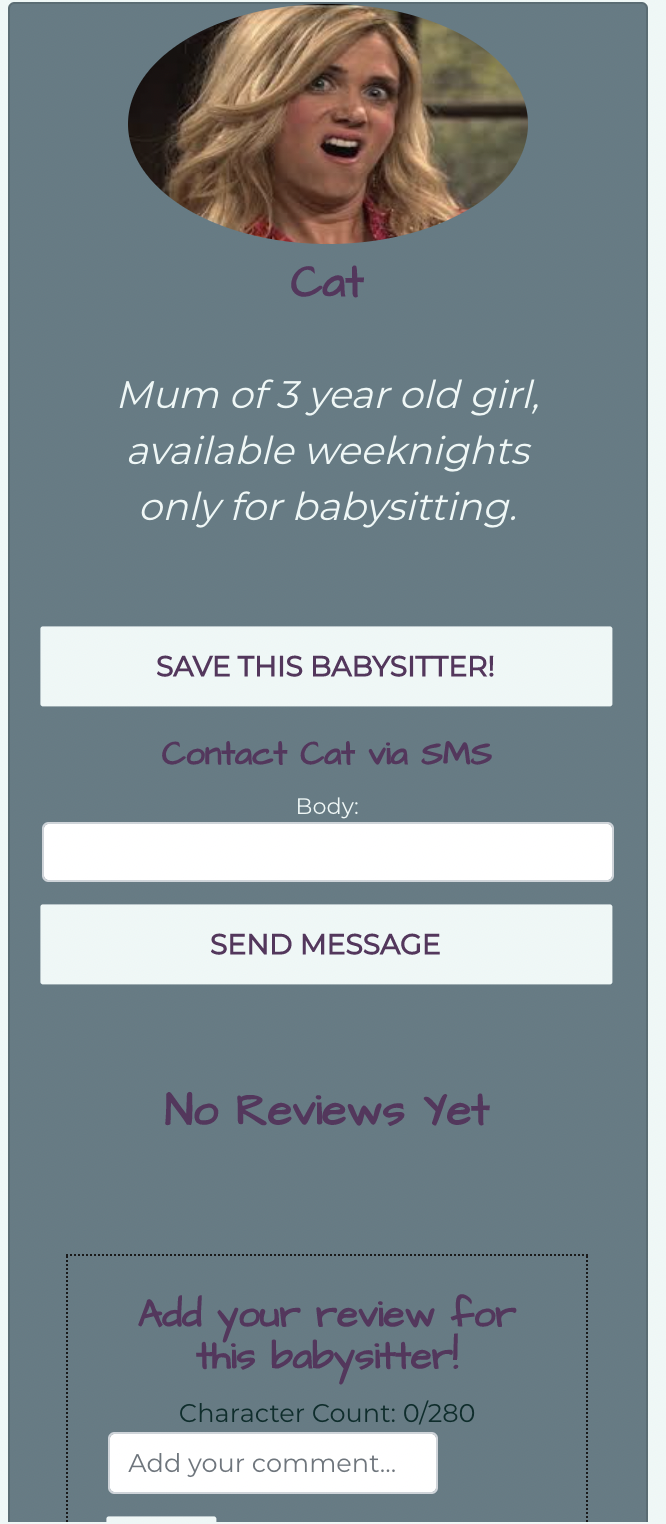 Cat
Mum of 3 year old girl,
available weeknights
only for babysitting.
SAVE THIS BABYSITTER!
Contact Cat via SMS
Body:
SEND MESSAGE
No Reviews Yet
Add your review for
this babysitter!
Character Count: 0/280
Add your comment...